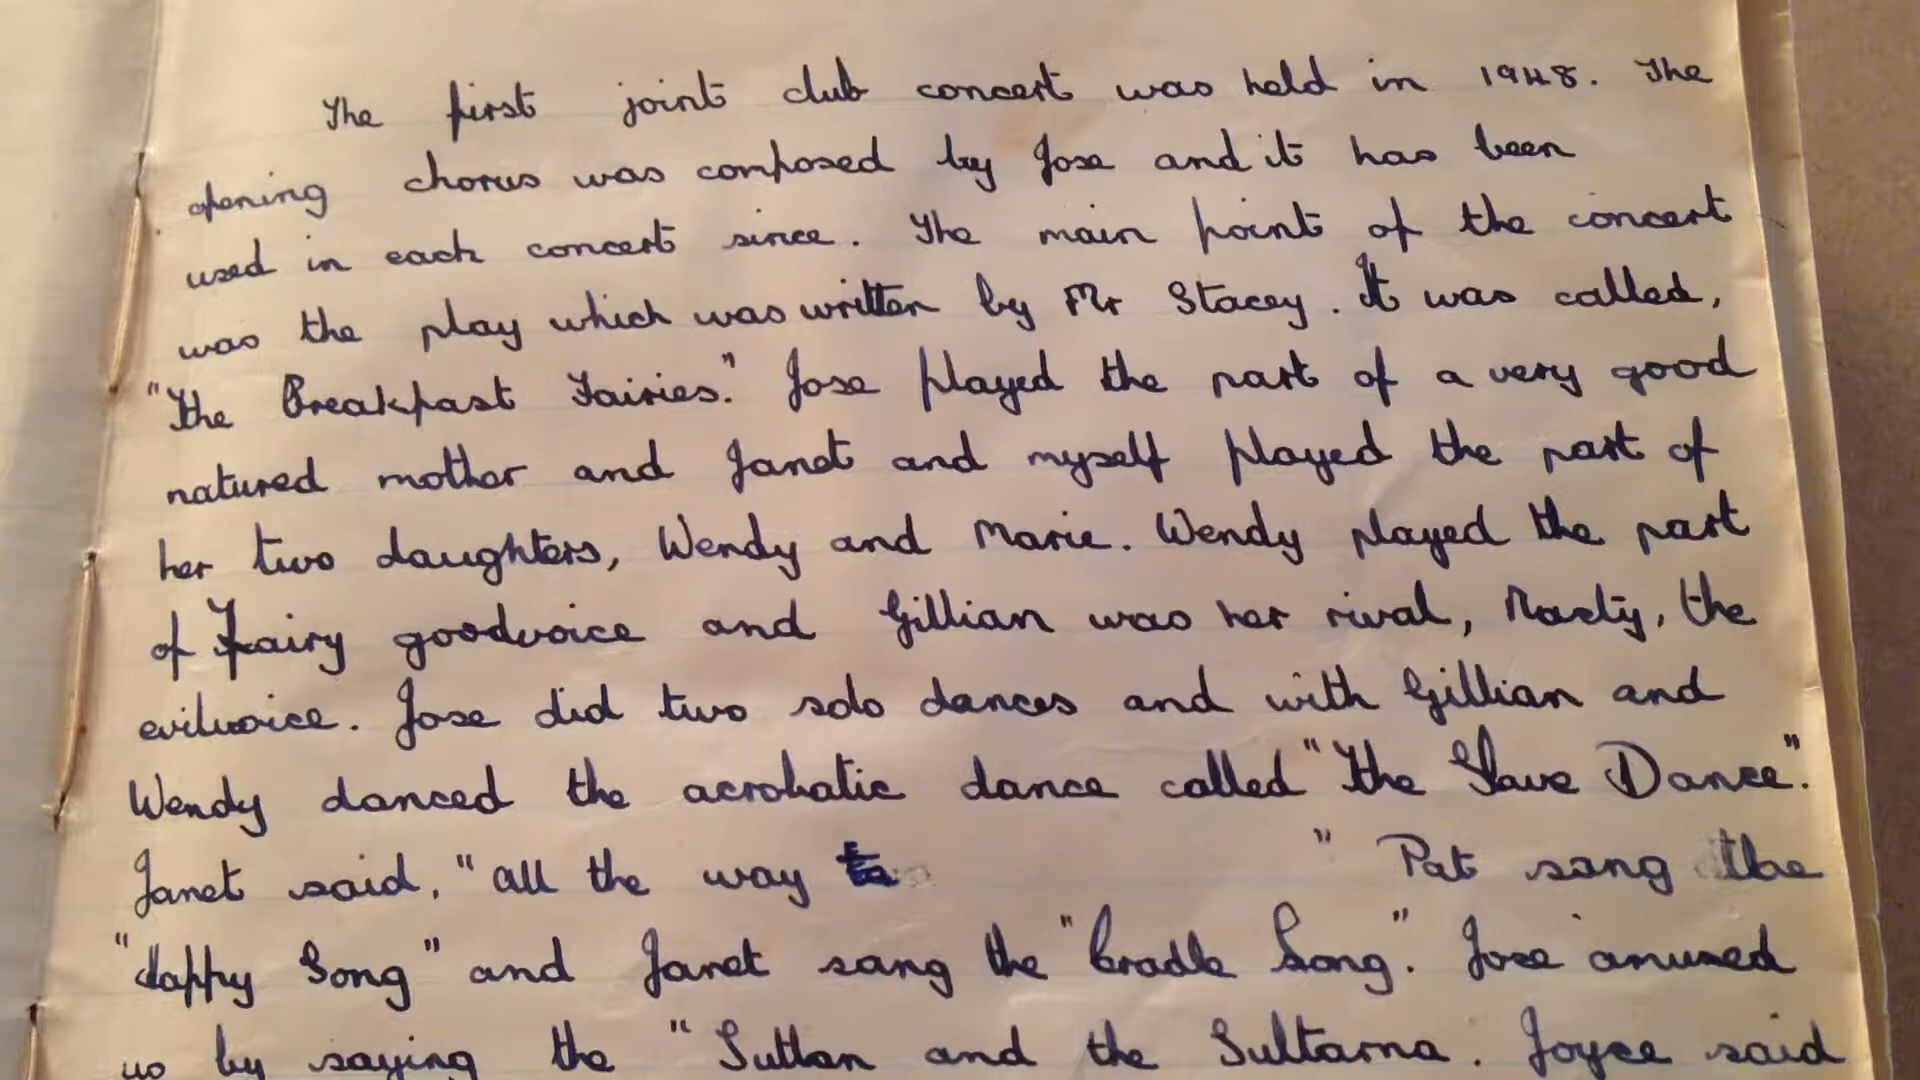 The first joint club concert was held in 1948. The
opening chorus was composed by Jose and it has been
used in each concert since. The main point of the concert
was the play which was written by Mr Stacey. It was called,
"The Breakfast Fairies." Jose played the part of a very good
natured mother and Janet and myself played the part of
her two daughters, Wendy and Marie. Wendy played the part
of Fairy goodvoice and Gillian was her rival, Nasty, the
evilvoice. Jose did two solo dances and with Gillian and
Wendy danced the acrobatic dance called "The Slave Dance".
Janet said, "all the way " Pat sang the
"Happy Song" and Janet sang the "Cradle Song". Jose amused
us by saying the "Sultan and the Sultarna. Joyce said